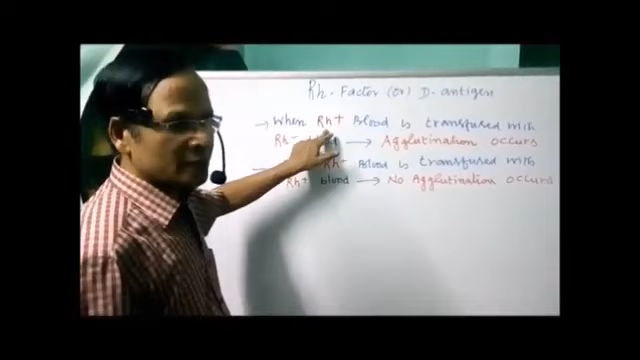 Rh - Factor (or) D-antigen
→ When Rh+ Blood is transfused with
Rh- → Agglutination occurs
Rh- Blood is transfused with
Rh+ blood → No Agglutination occurs